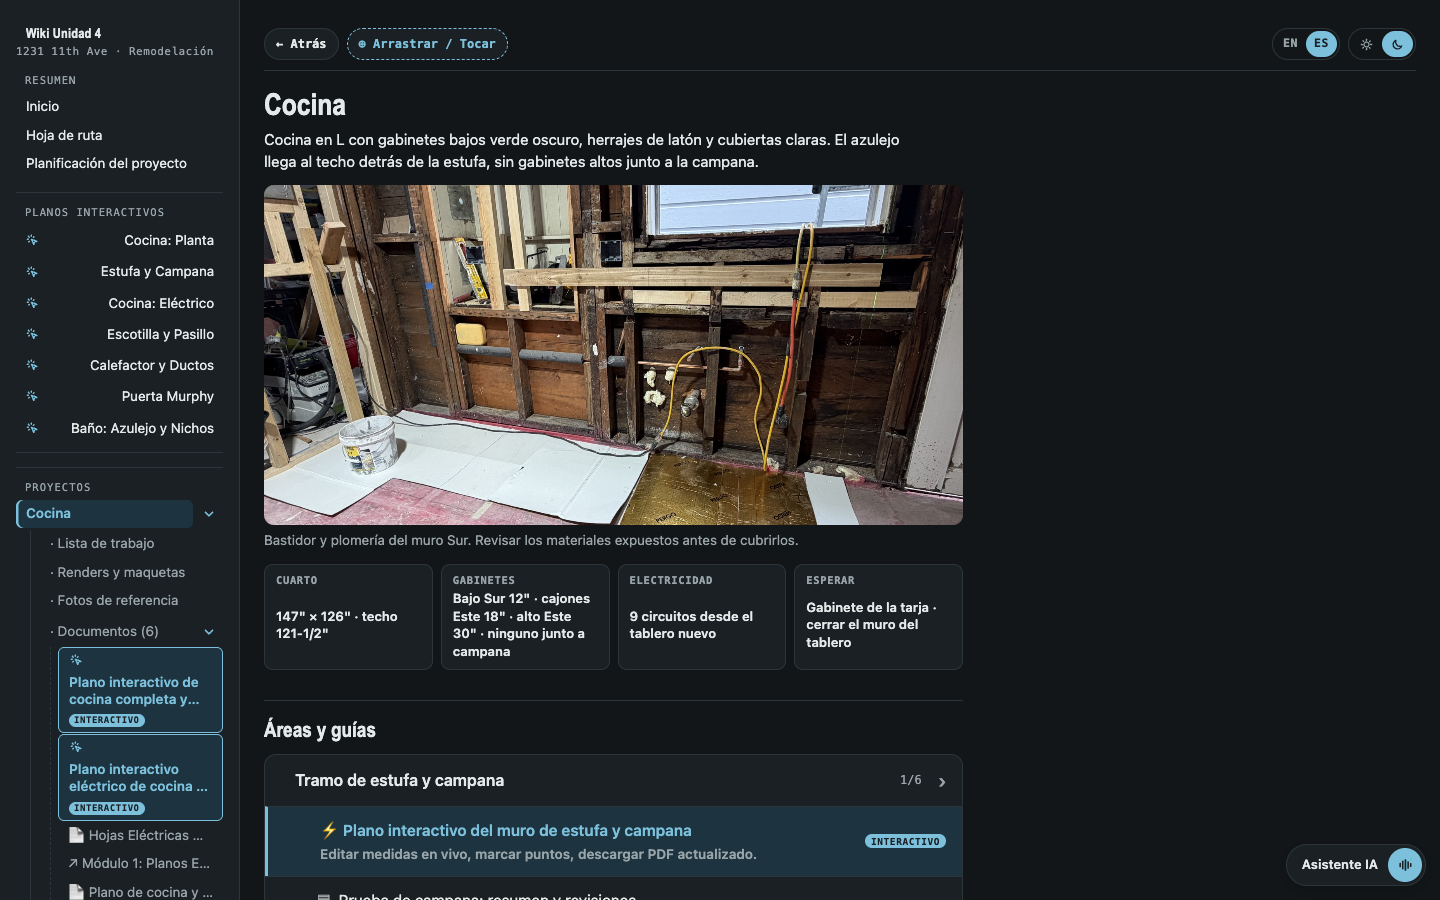 Wiki Unidad 4
1231 11th Ave · Remodelación
RESUMEN
Inicio
Hoja de ruta
Planificación del proyecto
PLANOS INTERACTIVOS
Cocina: Planta
Estufa y Campana
Cocina: Eléctrico
Escotilla y Pasillo
Calefactor y Ductos
Puerta Murphy
Baño: Azulejo y Nichos
PROYECTOS
Cocina
· Lista de trabajo
· Renders y maquetas
· Fotos de referencia
· Documentos (6)
Plano interactivo de
cocina completa y...
INTERACTIVO
Plano interactivo
eléctrico de cocina ...
INTERACTIVO
Hojas Eléctricas ...
↗ Módulo 1: Planos E...
Plano de cocina y ...
← Atrás
⊕ Arrastrar / Tocar
EN ES
Cocina
Cocina en L con gabinetes bajos verde oscuro, herrajes de latón y cubiertas claras. El azulejo
llega al techo detrás de la estufa, sin gabinetes altos junto a la campana.
Bastidor y plomería del muro Sur. Revisar los materiales expuestos antes de cubrirlos.
CUARTO
147" × 126" · techo
121-1/2"
GABINETES
Bajo Sur 12" · cajones
Este 18" · alto Este
30" · ninguno junto a
campana
ELECTRICIDAD
9 circuitos desde el
tablero nuevo
ESPERAR
Gabinete de la tarja ·
cerrar el muro del
tablero
Áreas y guías
Tramo de estufa y campana
1/6
⚡ Plano interactivo del muro de estufa y campana
Editar medidas en vivo, marcar puntos, descargar PDF actualizado.
INTERACTIVO
Prueba de campana: resumen y revisiones
Asistente IA